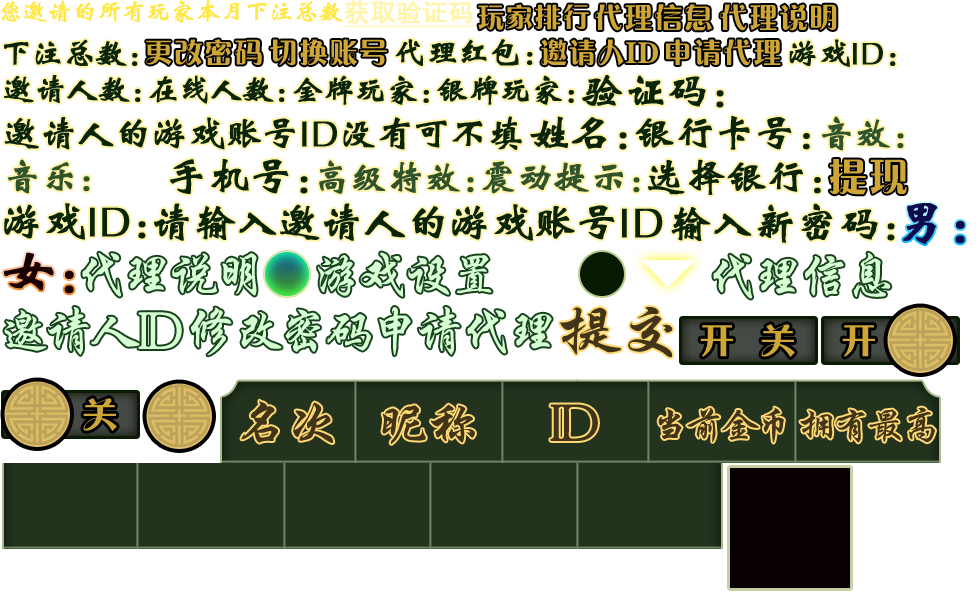 您邀请的所有玩家本月下注总数 获取验证码 玩家排行 代理信息 代理说明
下注总数: 更改密码 切换账号 代理红包: 邀请人ID 申请代理 游戏ID:
邀请人数: 在线人数: 金牌玩家: 银牌玩家: 验证码:
邀请人的游戏账号ID没有可不填 姓名: 银行卡号: 音效:
音乐: 手机号: 高级特效: 震动提示: 选择银行: 提现
游戏ID: 请输入邀请人的游戏账号ID 输入新密码: 男:
女: 代理说明 游戏设置 代理信息
邀请人ID 修改密码 申请代理 提交 开 关 开
关 名次 昵称 ID 当前金币 拥有最高